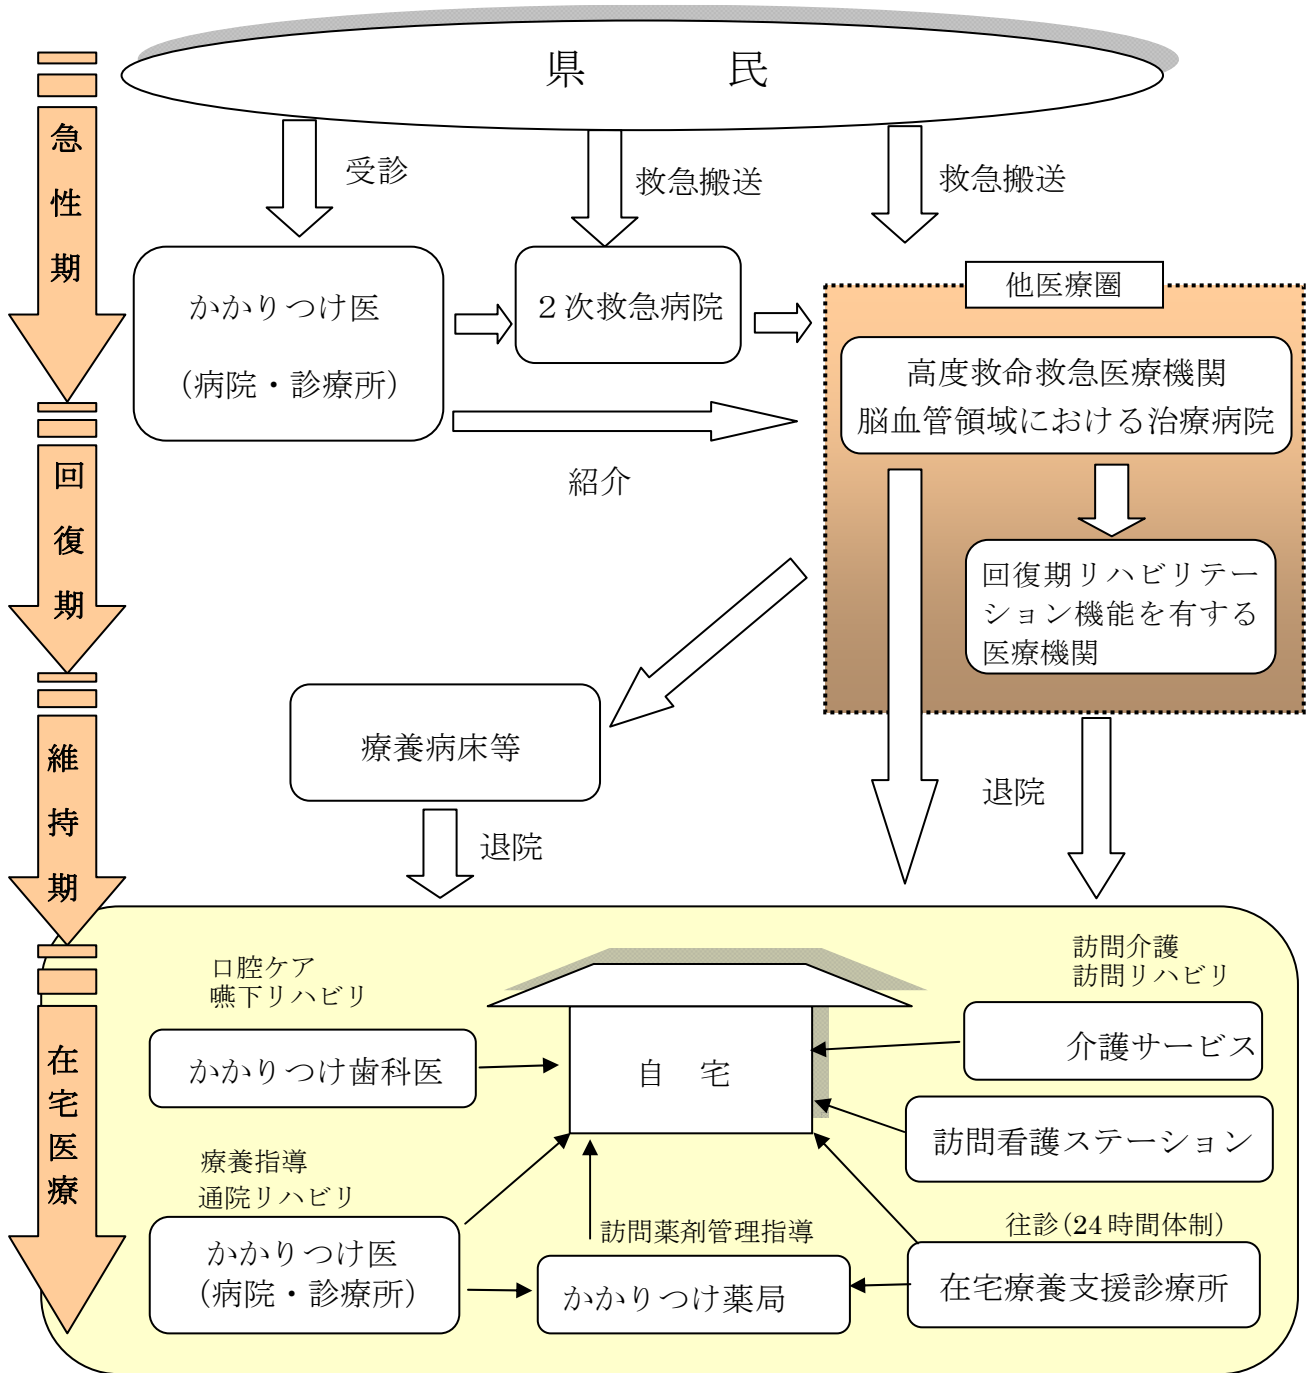 県　民
急性期
受診
救急搬送
救急搬送
かかりつけ医
（病院・診療所）
２次救急病院
他医療圏
高度救命救急医療機関
脳血管領域における治療病院
紹介
回復期
回復期リハビリテー
ション機能を有する
医療機関
維持期
療養病床等
退院
退院
在宅医療
口腔ケア
嚥下リハビリ
かかりつけ歯科医
自　宅
訪問介護
訪問リハビリ
介護サービス
訪問看護ステーション
療養指導
通院リハビリ
かかりつけ医
（病院・診療所）
訪問薬剤管理指導
かかりつけ薬局
往診（24時間体制）
在宅療養支援診療所